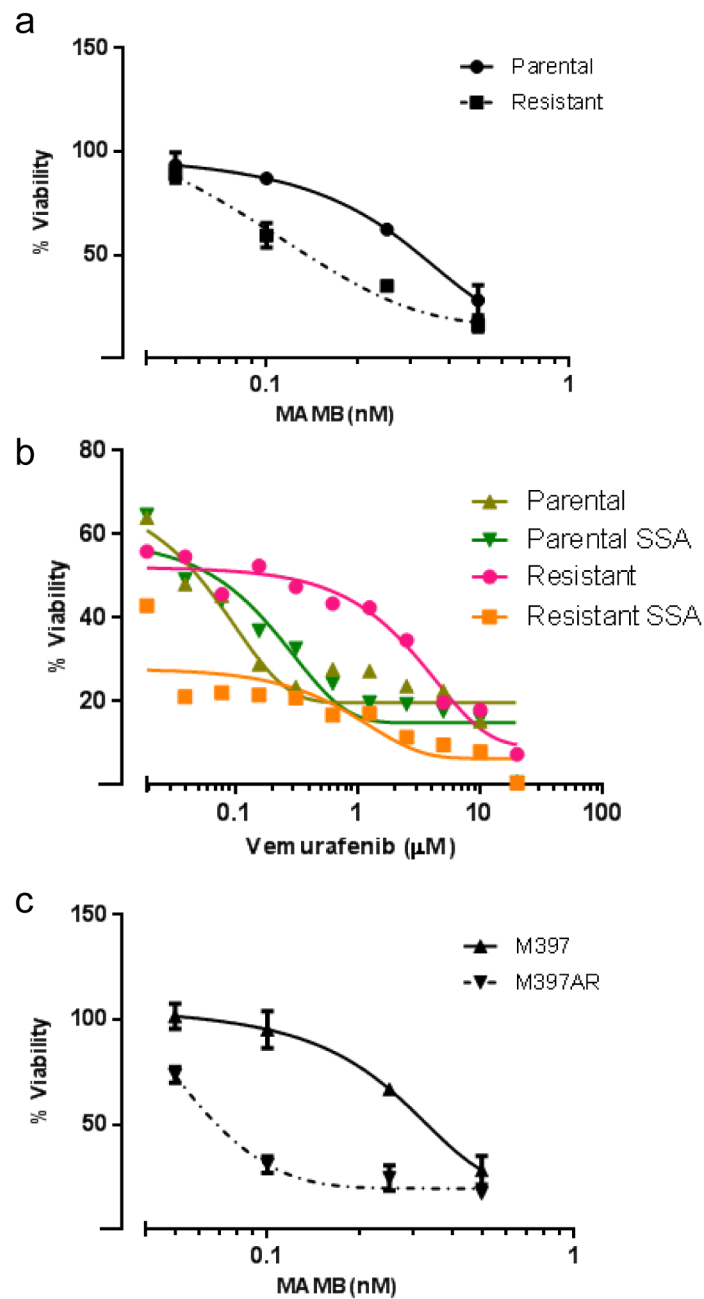 a
150
100
50
% Viability
Parental
Resistant
0.1
1
MAMB(nM)
b
80
60
40
20
% Viability
Parental
Parental SSA
Resistant
Resistant SSA
0.1
1
10
100
Vemurafenib (μM)
c
150
100
50
% Viability
M397
M397AR
0.1
1
MAMB(nM)